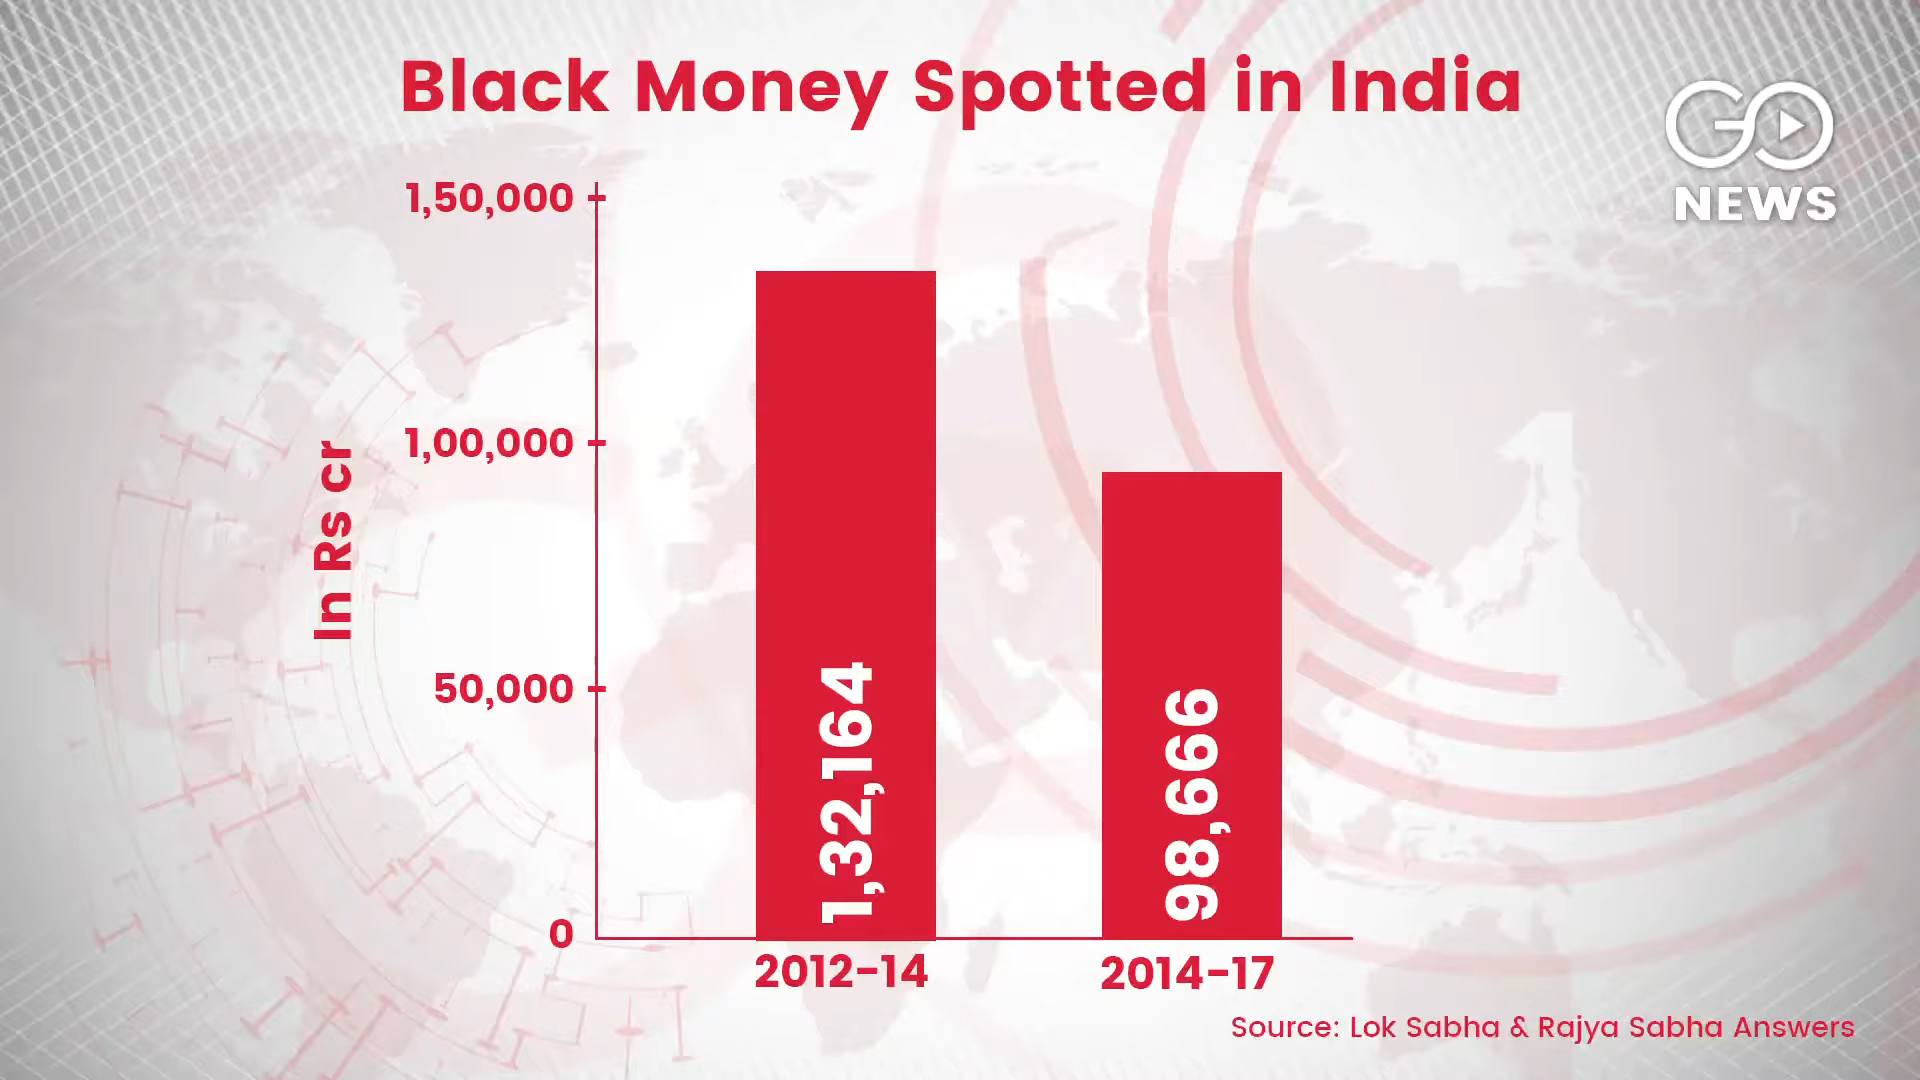 Black Money Spotted in India
GO
NEWS
1,50,000
1,00,000
50,000
0
In Rs cr
1,32,164
98,666
2012-14
2014-17
Source: Lok Sabha & Rajya Sabha Answers